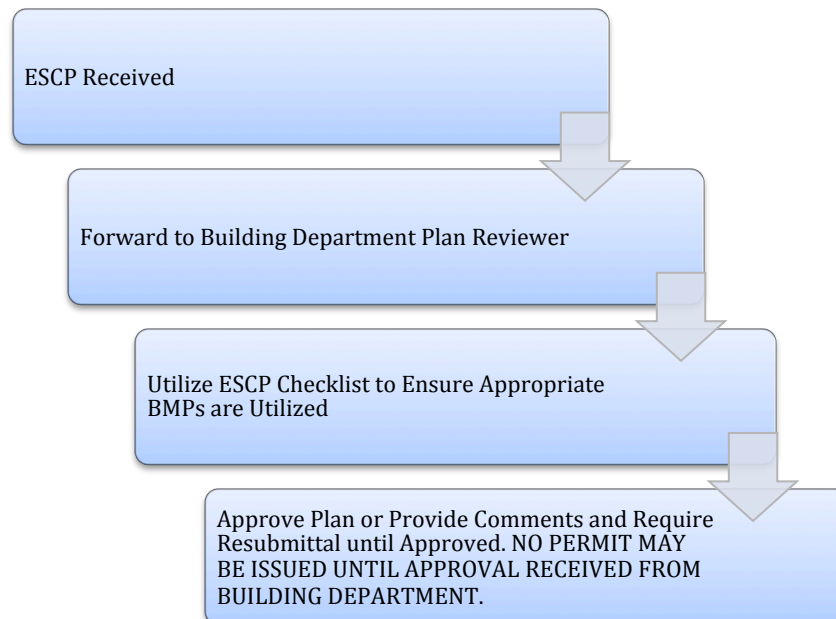 ESCP Received
Forward to Building Department Plan Reviewer
Utilize ESCP Checklist to Ensure Appropriate
BMPs are Utilized
Approve Plan or Provide Comments and Require
Resubmittal until Approved. NO PERMIT MAY
BE ISSUED UNTIL APPROVAL RECEIVED FROM
BUILDING DEPARTMENT.